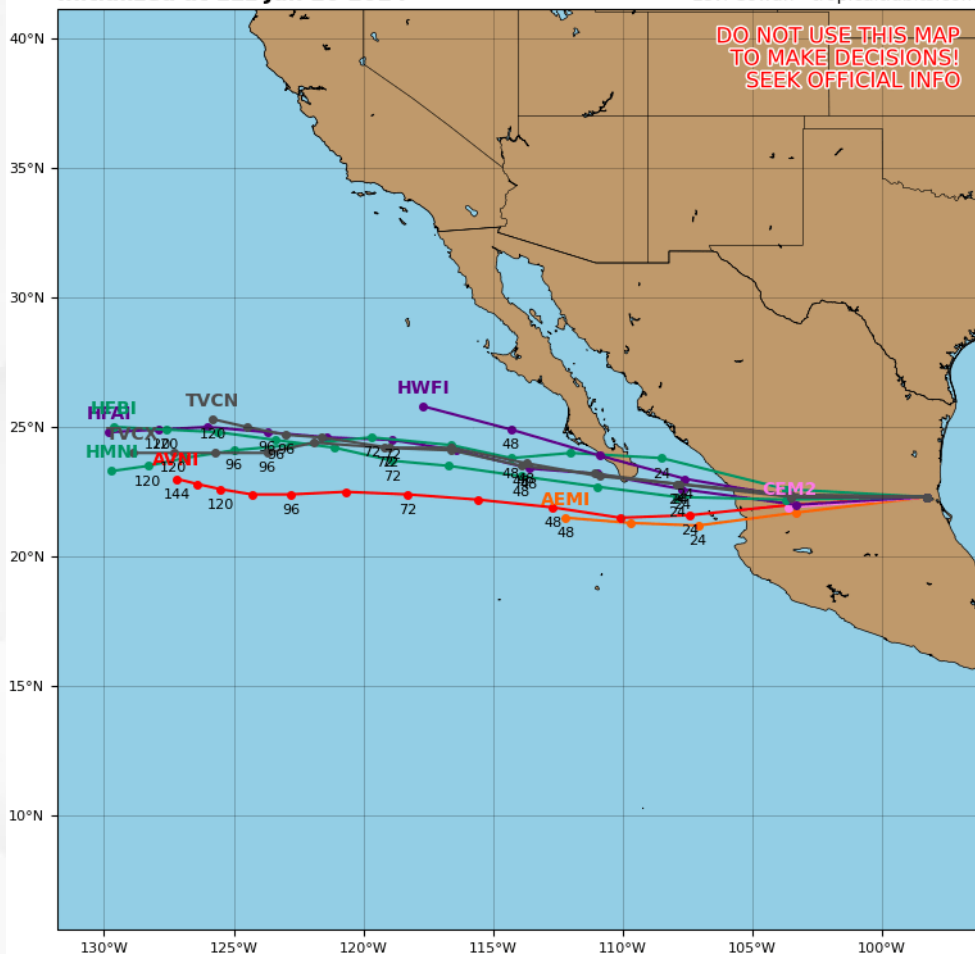 DO NOT USE THIS MAP
TO MAKE DECISIONS!
SEEK OFFICIAL INFO
40°N
35°N
30°N
25°N
20°N
15°N
10°N
HWFI
TVCN
HFBI
HFAI
TVCX
HMNI
AVNI
AEMI
CEM2
48
24
120
120
120
96
96
96
96
96
72
72
72
72
48
48
48
24
24
24
120
144
120
96
72
48
48
24
24
130°W
125°W
120°W
115°W
110°W
105°W
100°W